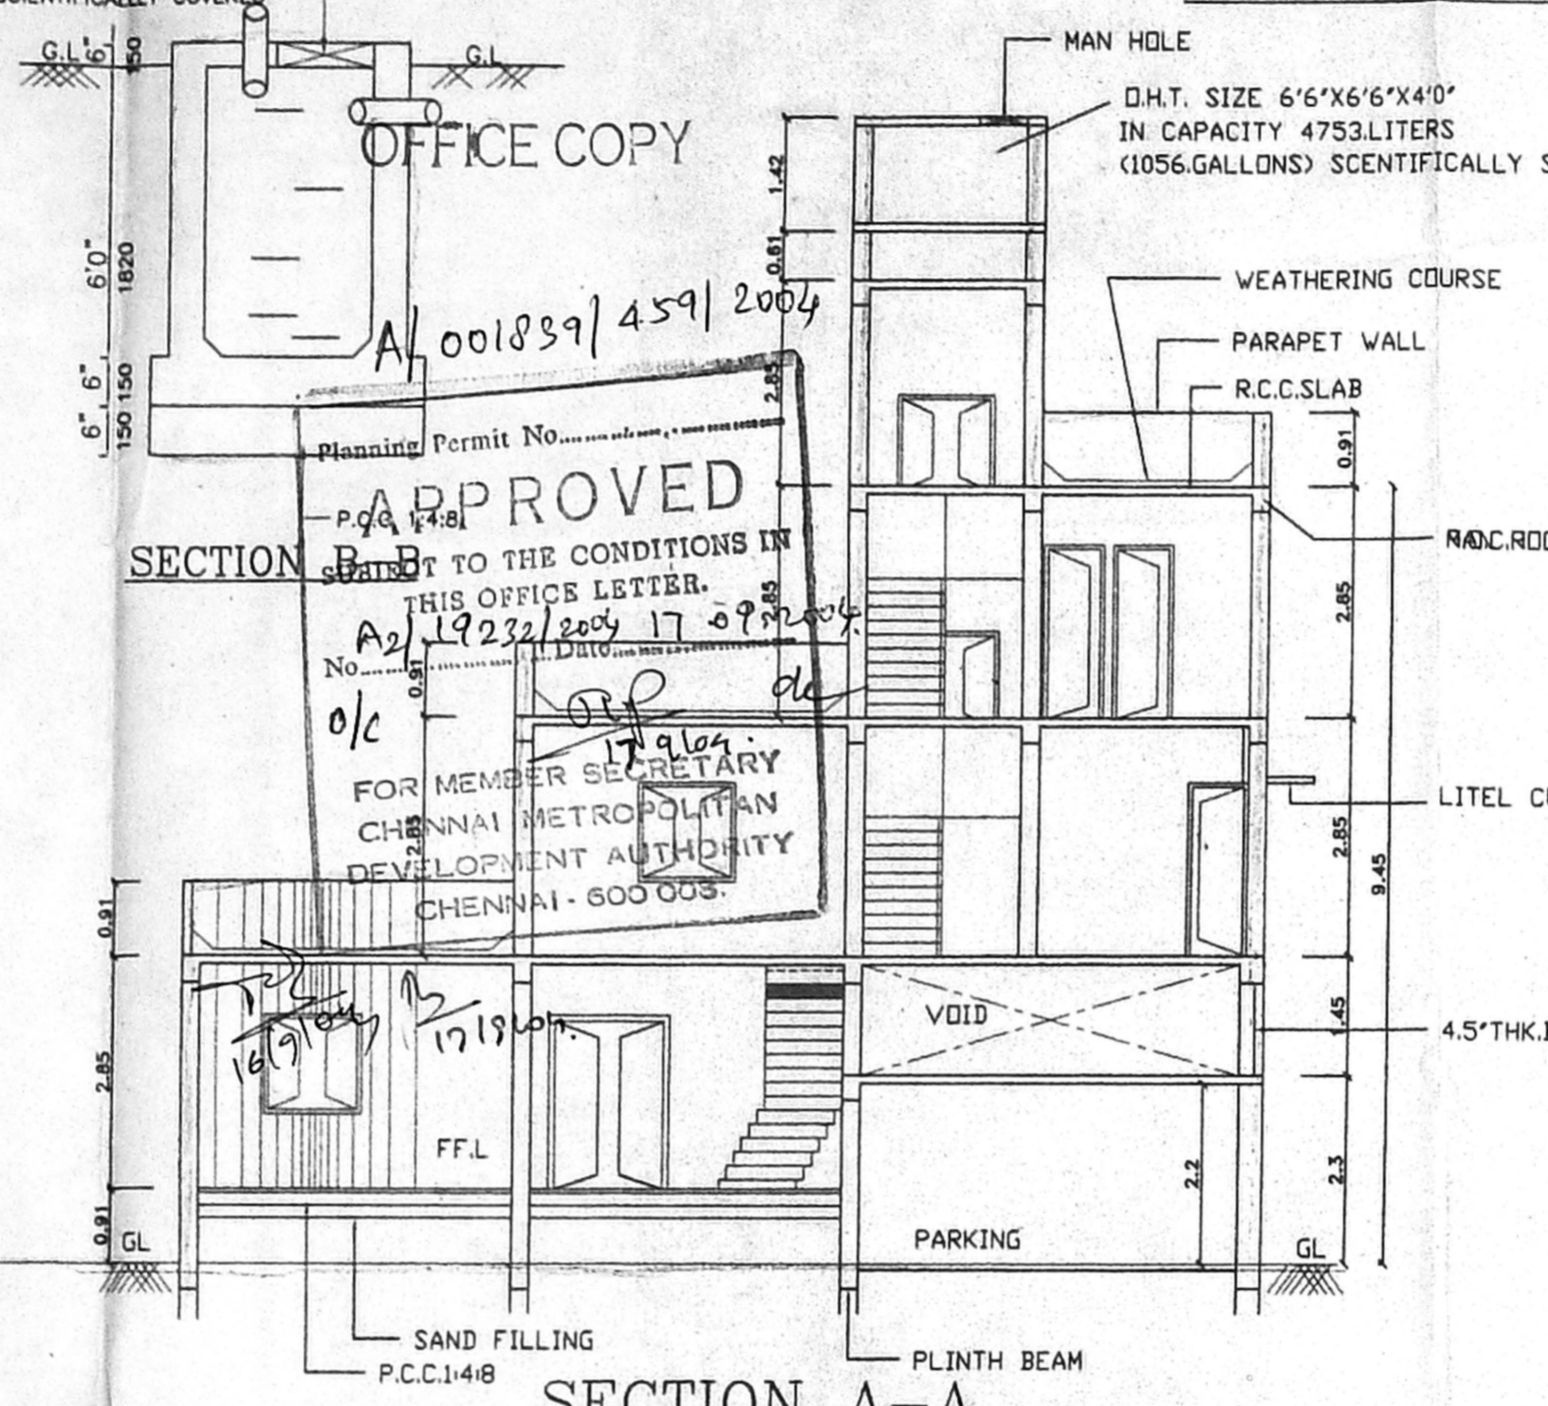 G.L
6"
150
G.L
6'0"
1820
6"
150
6"
150
P.C.C. 1:4:8
SECTION B-B
OFFICE COPY
A/ 001839/ 459/ 2004
Planning Permit No.
APPROVED
SUBJECT TO THE CONDITIONS IN
THIS OFFICE LETTER.
A2/ 19232/2004 17 09 2004.
No. Date
O/C
17/9/04.
FOR MEMBER SECRETARY
CHENNAI METROPOLITAN
DEVELOPMENT AUTHORITY
CHENNAI - 600 003.
16/9/04
17/9/04.
MAN HOLE
O.H.T. SIZE 6'6"X6'6"X4'0"
IN CAPACITY 4753.LITERS
(1056.GALLONS) SCENTIFICALLY
WEATHERING COURSE
PARAPET WALL
R.C.C.SLAB
LITEL
4.5"THK.
1.42
0.61
2.85
2.85
0.91
2.85
0.91
2.85
2.85
1.45
2.3
2.2
9.45
0.91
2.85
0.91
VOID
FF.L
PARKING
GL
GL
SAND FILLING
P.C.C.1:4:8
PLINTH BEAM
SECTION A-A